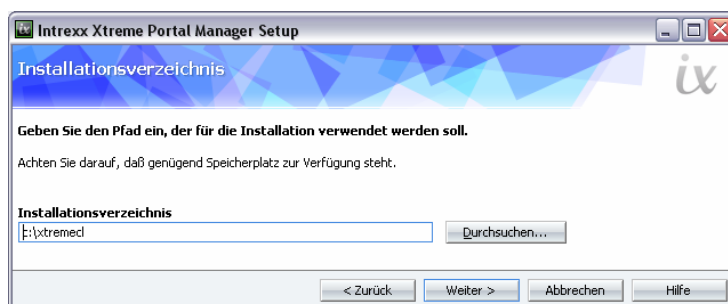 Intrexx Xtreme Portal Manager Setup
Installationsverzeichnis
ix
Geben Sie den Pfad ein, der für die Installation verwendet werden soll.
Achten Sie darauf, daß genügend Speicherplatz zur Verfügung steht.
Installationsverzeichnis
c:\xtremecl
Durchsuchen...
< Zurück
Weiter >
Abbrechen
Hilfe